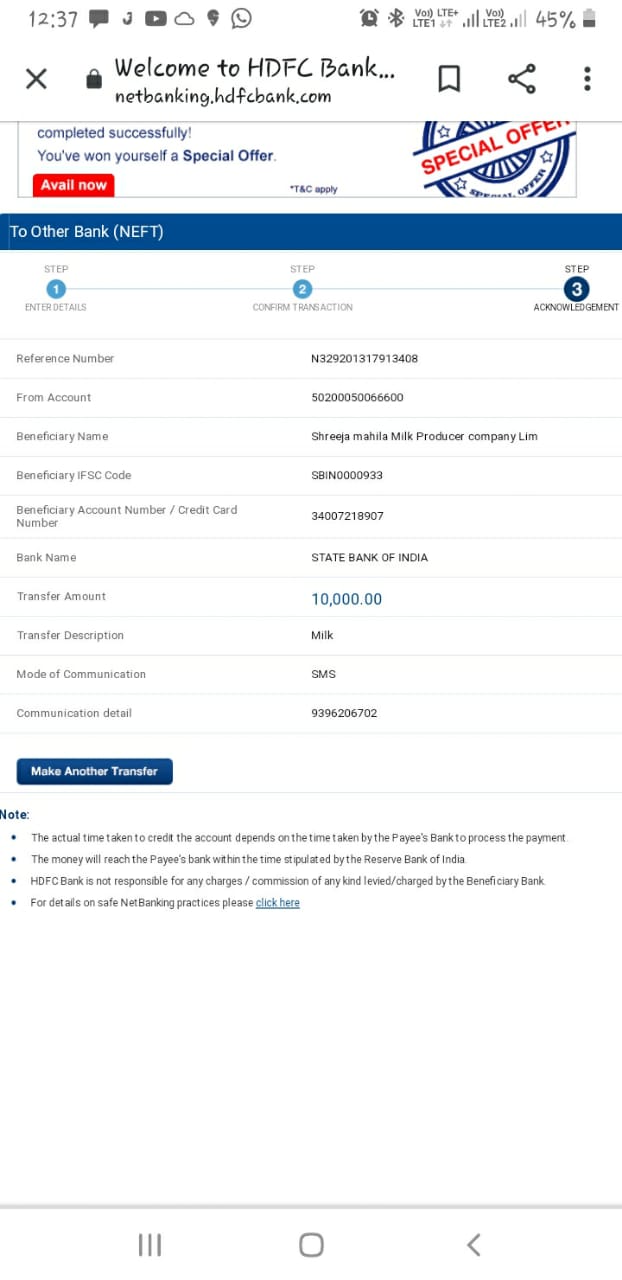 12:37 Vo)) LTE+ LTE1 Vo)) LTE2 45%
Welcome to HDFC Bank...
netbanking.hdfcbank.com
completed successfully!
You've won yourself a Special Offer.
Avail now
*T&C apply
SPECIAL OFFER
SPECIAL OFFER
To Other Bank (NEFT)
STEP STEP STEP
1 2 3
ENTER DETAILS CONFIRM TRANSACTION ACKNOWLEDGEMENT
Reference Number N329201317913408
From Account 50200050066600
Beneficiary Name Shreeja mahila Milk Producer company Lim
Beneficiary IFSC Code SBIN0000933
Beneficiary Account Number / Credit Card
Number 34007218907
Bank Name STATE BANK OF INDIA
Transfer Amount 10,000.00
Transfer Description Milk
Mode of Communication SMS
Communication detail 9396206702
Make Another Transfer
Note:
• The actual time taken to credit the account depends on the time taken by the Payee's Bank to process the payment.
• The money will reach the Payee's bank within the time stipulated by the Reserve Bank of India.
• HDFC Bank is not responsible for any charges / commission of any kind levied/charged by the Beneficiary Bank.
• For details on safe NetBanking practices please click here